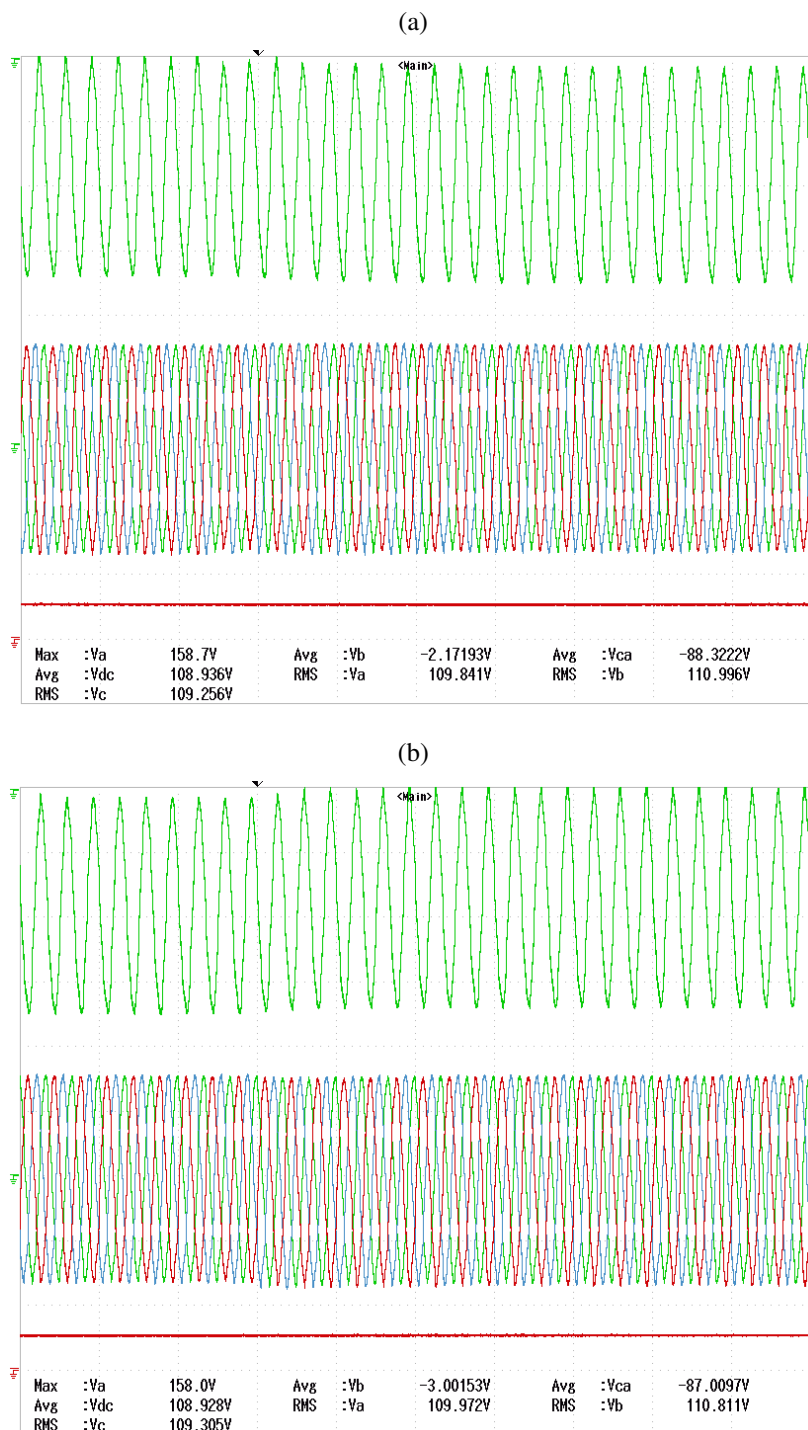 (a)
<Main>
Max :Va 158.7V Avg :Vb -2.17193V Avg :Vca -88.3222V
Avg :Vdc 108.936V RMS :Va 109.841V RMS :Vb 110.996V
RMS :Vc 109.256V
(b)
<Main>
Max :Va 158.0V Avg :Vb -3.00153V Avg :Vca -87.0097V
Avg :Vdc 108.928V RMS :Va 109.972V RMS :Vb 110.811V
RMS :Vc 109.305V